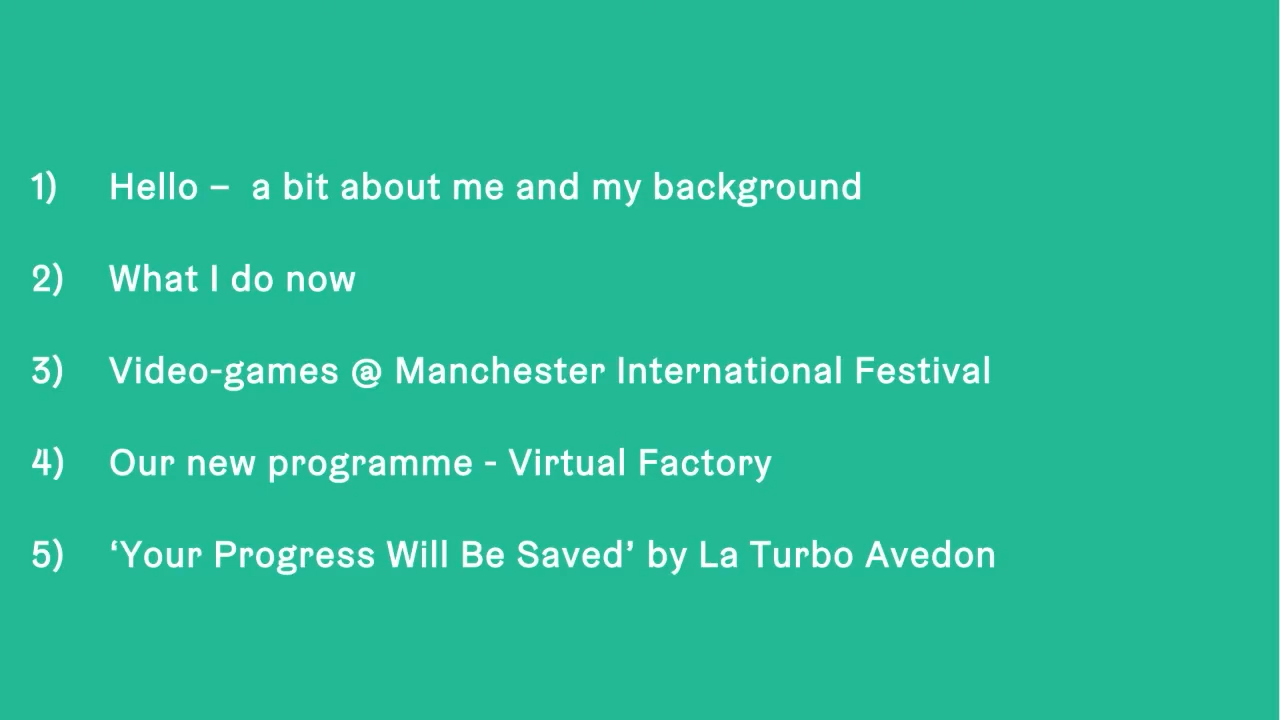 1) Hello – a bit about me and my background
2) What I do now
3) Video-games @ Manchester International Festival
4) Our new programme - Virtual Factory
5) ‘Your Progress Will Be Saved’ by La Turbo Avedon